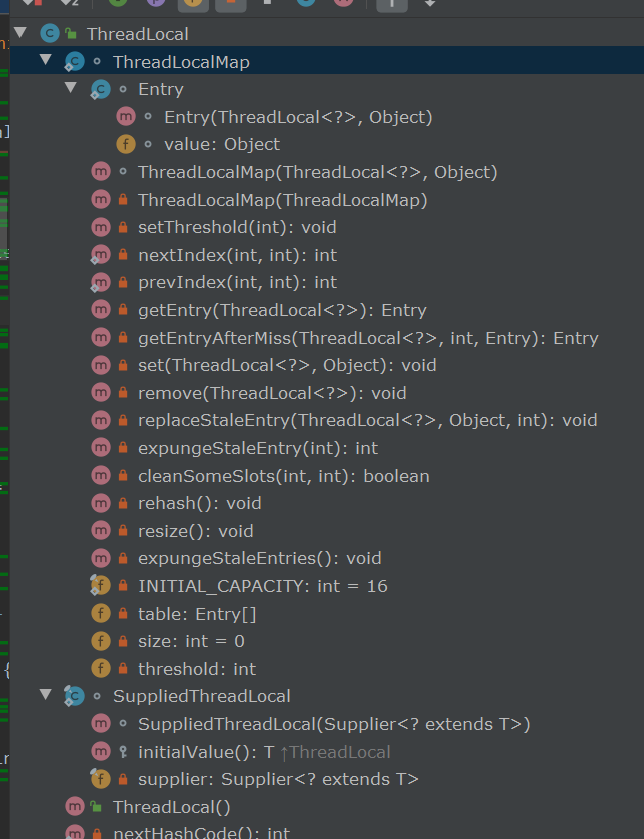 ThreadLocal
ThreadLocalMap
Entry
Entry(ThreadLocal<?>, Object)
value: Object
ThreadLocalMap(ThreadLocal<?>, Object)
ThreadLocalMap(ThreadLocalMap)
setThreshold(int): void
nextIndex(int, int): int
prevIndex(int, int): int
getEntry(ThreadLocal<?>): Entry
getEntryAfterMiss(ThreadLocal<?>, int, Entry): Entry
set(ThreadLocal<?>, Object): void
remove(ThreadLocal<?>): void
replaceStaleEntry(ThreadLocal<?>, Object, int): void
expungeStaleEntry(int): int
cleanSomeSlots(int, int): boolean
rehash(): void
resize(): void
expungeStaleEntries(): void
INITIAL_CAPACITY: int = 16
table: Entry[]
size: int = 0
threshold: int
SuppliedThreadLocal
SuppliedThreadLocal(Supplier<? extends T>)
initialValue(): T ↑ThreadLocal
supplier: Supplier<? extends T>
ThreadLocal()
nextHashCode(): int